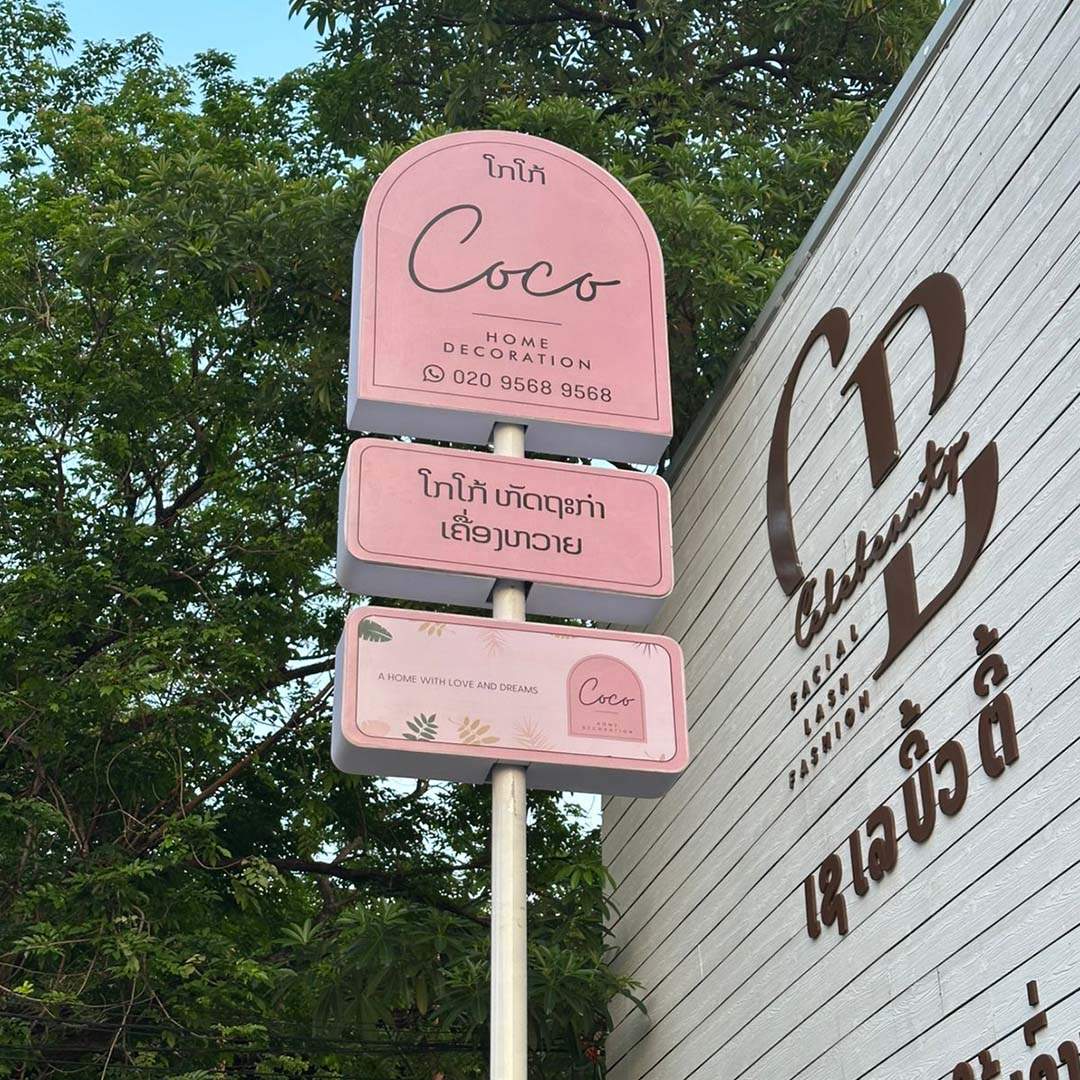 ໂກໂກ້
Coco
HOME
DECORATION
020 9568 9568
ໂກໂກ້ ຫັດຖະກຳ
ເຄື່ອງຫວາຍ
A HOME WITH LOVE AND DREAMS
Coco
HOME
DECORATION
CB
Celebeauty
FACIAL
LASH
FASHION
ເຊເລບິ້ວຕີ້